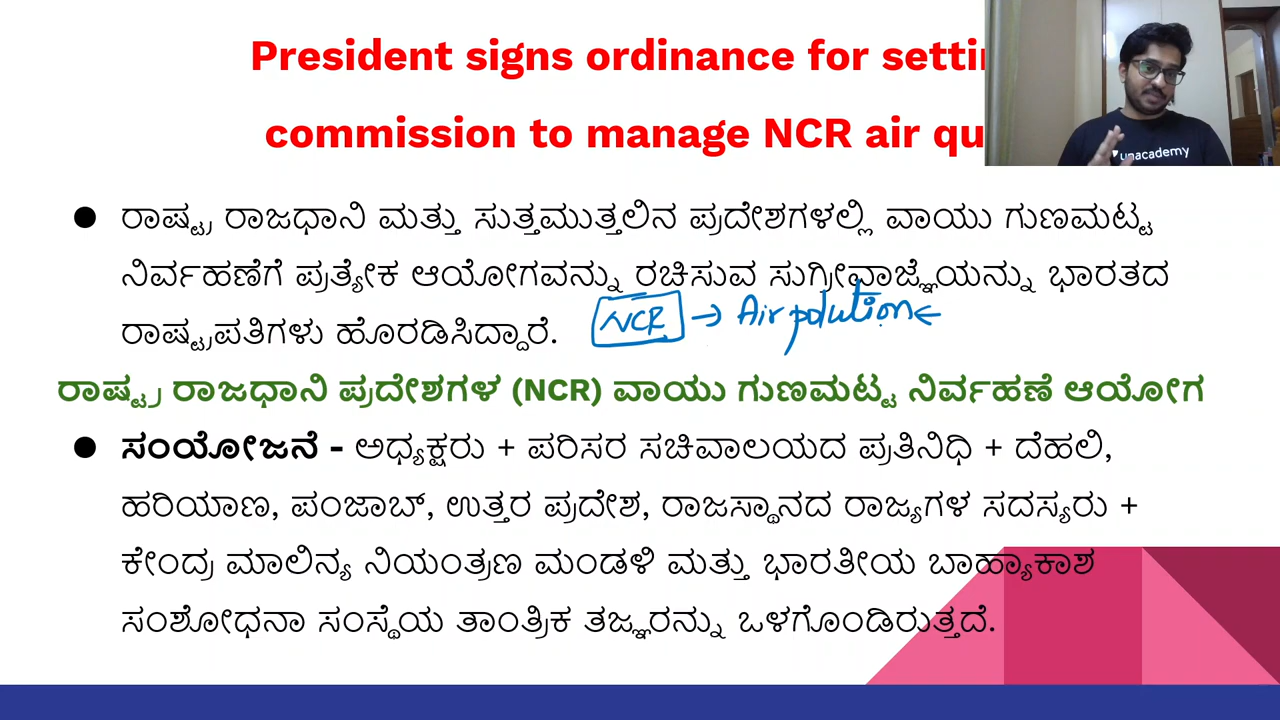 President signs ordinance for
commission to manage NCR air
unacademy
ರಾಷ್ಟ್ರ ರಾಜಧಾನಿ ಮತ್ತು ಸುತ್ತಮುತ್ತಲಿನ ಪ್ರದೇಶಗಳಲ್ಲಿ ವಾಯು ಗುಣಮಟ್ಟ
ನಿರ್ವಹಣೆಗೆ ಪ್ರತ್ಯೇಕ ಆಯೋಗವನ್ನು ರಚಿಸುವ ಸುಗ್ರೀವಾಜ್ಞೆಯನ್ನು ಭಾರತದ
ರಾಷ್ಟ್ರಪತಿಗಳು ಹೊರಡಿಸಿದ್ದಾರೆ.
NCR → Air polution ←
ರಾಷ್ಟ್ರ ರಾಜಧಾನಿ ಪ್ರದೇಶಗಳ (NCR) ವಾಯು ಗುಣಮಟ್ಟ ನಿರ್ವಹಣೆ ಆಯೋಗ
ಸಂಯೋಜನೆ - ಅಧ್ಯಕ್ಷರು + ಪರಿಸರ ಸಚಿವಾಲಯದ ಪ್ರತಿನಿಧಿ + ದೆಹಲಿ,
ಹರಿಯಾಣ, ಪಂಜಾಬ್, ಉತ್ತರ ಪ್ರದೇಶ, ರಾಜಸ್ಥಾನದ ರಾಜ್ಯಗಳ ಸದಸ್ಯರು +
ಕೇಂದ್ರ ಮಾಲಿನ್ಯ ನಿಯಂತ್ರಣ ಮಂಡಳಿ ಮತ್ತು ಭಾರತೀಯ ಬಾಹ್ಯಾಕಾಶ
ಸಂಶೋಧನಾ ಸಂಸ್ಥೆಯ ತಾಂತ್ರಿಕ ತಜ್ಞರನ್ನು ಒಳಗೊಂಡಿರುತ್ತದೆ.